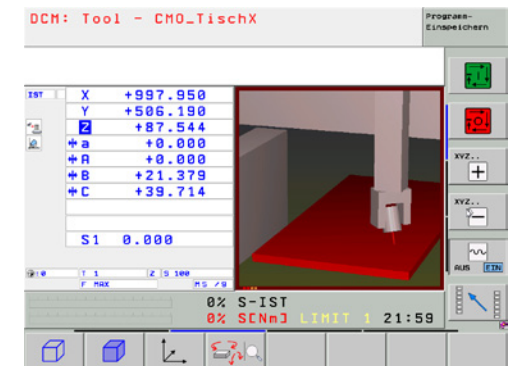 DCM: Tool - CMO_TischX
Programm-
Einspeichern
IST
X +997.950
Y +506.190
Z +87.544
a +0.000
A +0.000
B +21.379
C +39.714
S1 0.000
0 T 1 Z S 100
F MAX M5 /9
0% S-IST
0% S[Nm] LIMIT 1 21:59
XYZ..
XYZ..
AUS EIN